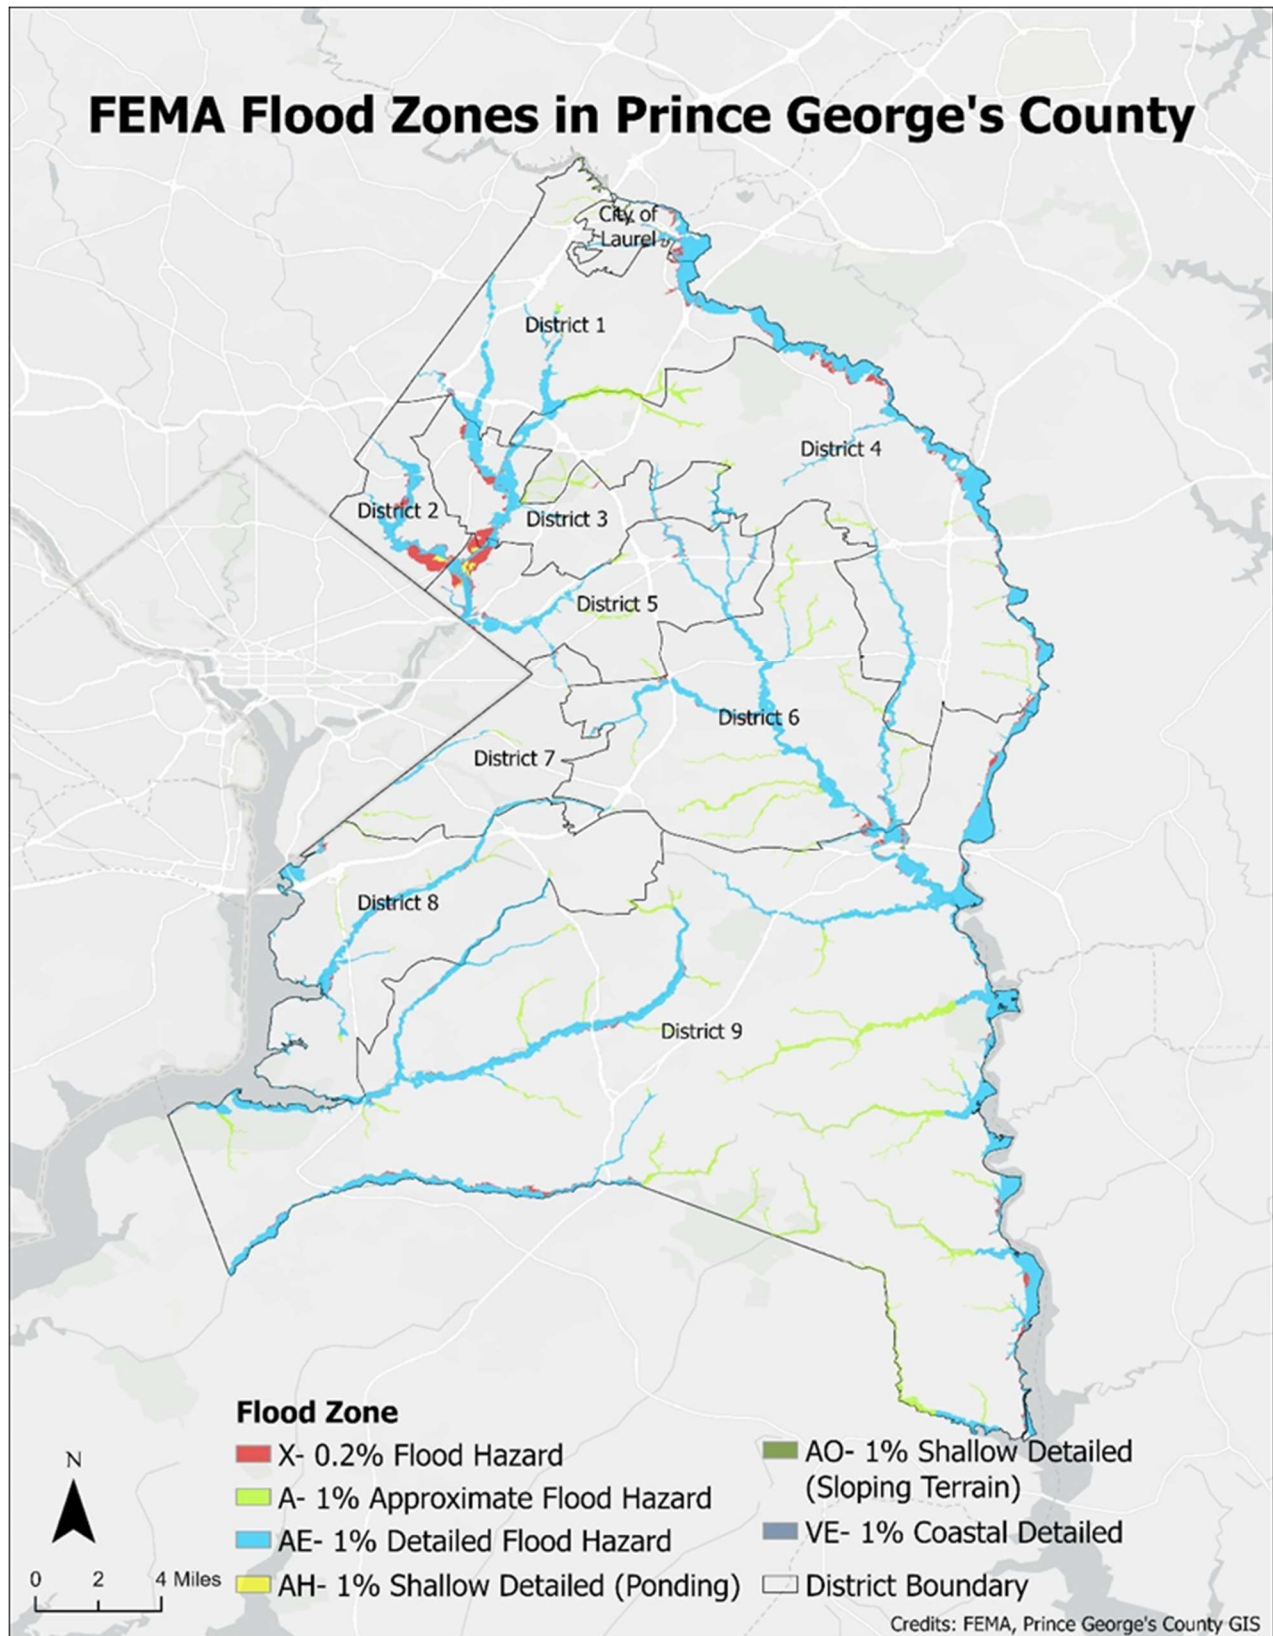 FEMA Flood Zones in Prince George's County
City of
Laurel
District 1
District 4
District 2
District 3
District 5
District 6
District 7
District 8
District 9
Flood Zone
X- 0.2% Flood Hazard
A- 1% Approximate Flood Hazard
AE- 1% Detailed Flood Hazard
AH- 1% Shallow Detailed (Ponding)
AO- 1% Shallow Detailed
(Sloping Terrain)
VE- 1% Coastal Detailed
District Boundary
N
0 2 4 Miles
Credits: FEMA, Prince George's County GIS